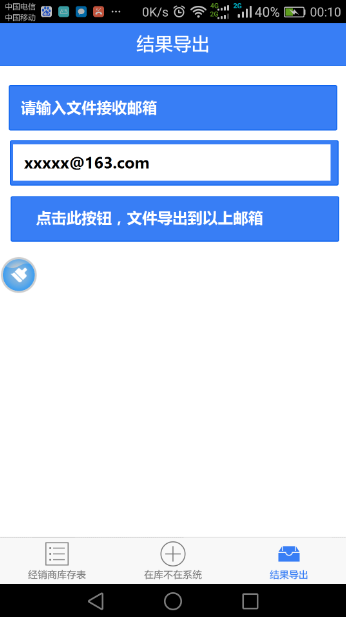 中国电信
中国移动
... 0K/s 4G 2G 2G 40% 00:10
结果导出
请输入文件接收邮箱
xxxxx@163.com
点击此按钮，文件导出到以上邮箱
经销商库存表 在库不在系统 结果导出